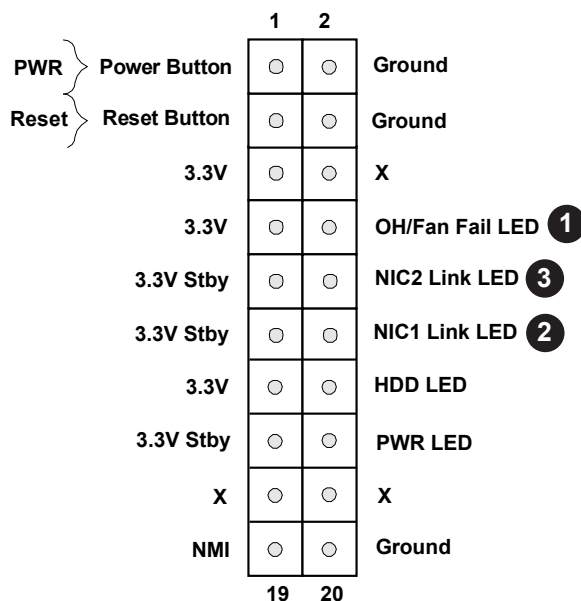 1 2
PWR Power Button Ground
Reset Reset Button Ground
3.3V X
3.3V OH/Fan Fail LED 1
3.3V Stby NIC2 Link LED 3
3.3V Stby NIC1 Link LED 2
3.3V HDD LED
3.3V Stby PWR LED
X X
NMI Ground
19 20